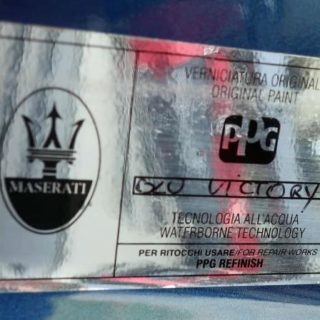 VERNICIATURA ORIGINAL
ORIGINAL PAINT
PPG
MASERATI
BLU VICTORY
TECNOLOGIA ALL'ACQUA
WATERBORNE TECHNOLOGY
PER RITOCCHI USARE/FOR REPAIR WORKS
PPG REFINISH